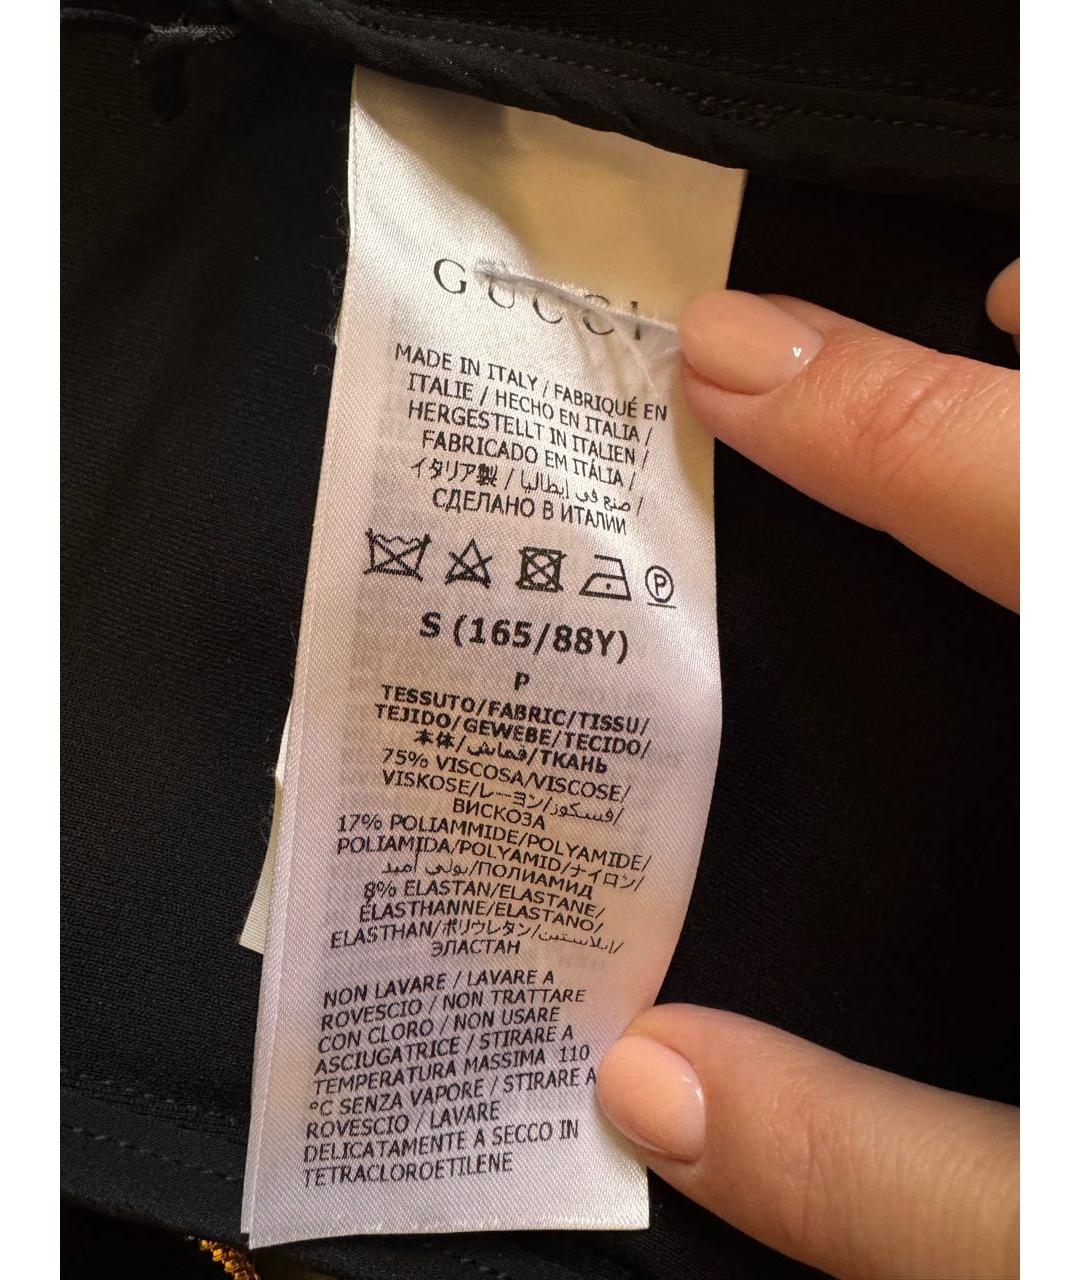 GUCCI
MADE IN ITALY / FABRIQUÉ EN
ITALIE / HECHO EN ITALIA /
HERGESTELLT IN ITALIEN /
FABRICADO EM ITÁLIA /
イタリア製 / صنع في إيطاليا /
СДЕЛАНО В ИТАЛИИ
P
S (165/88Y)
P
TESSUTO/FABRIC/TISSU/
TEJIDO/GEWEBE/TECIDO/
本体/قماش/ТКАНЬ
75% VISCOSA/VISCOSE/
VISKOSE/レーヨン/فسكوز/
ВИСКОЗА
17% POLIAMMIDE/POLYAMIDE/
POLIAMIDA/POLYAMID/ナイロン/
بولي أميد/ПОЛИАМИД
8% ELASTAN/ELASTANE/
ÉLASTHANNE/ELASTANO/
ELASTHAN/ポリウレタン/إيلاستين/
ЭЛАСТАН
NON LAVARE / LAVARE A
ROVESCIO / NON TRATTARE
CON CLORO / NON USARE
ASCIUGATRICE / STIRARE A
TEMPERATURA MASSIMA 110
°C SENZA VAPORE / STIRARE A
ROVESCIO / LAVARE
DELICATAMENTE A SECCO IN
TETRACLOROETILENE